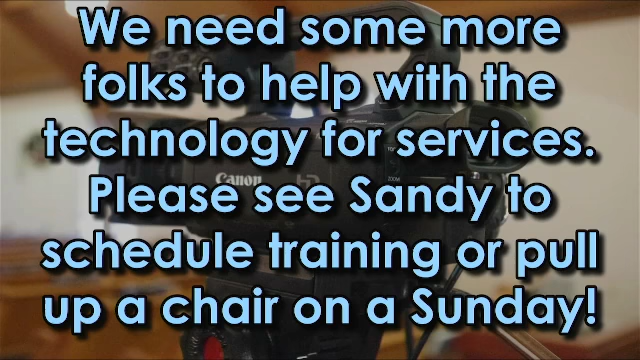 We need some more
folks to help with the
technology for services.
Canon HD
Please see Sandy to
schedule training or pull
up a chair on a Sunday!